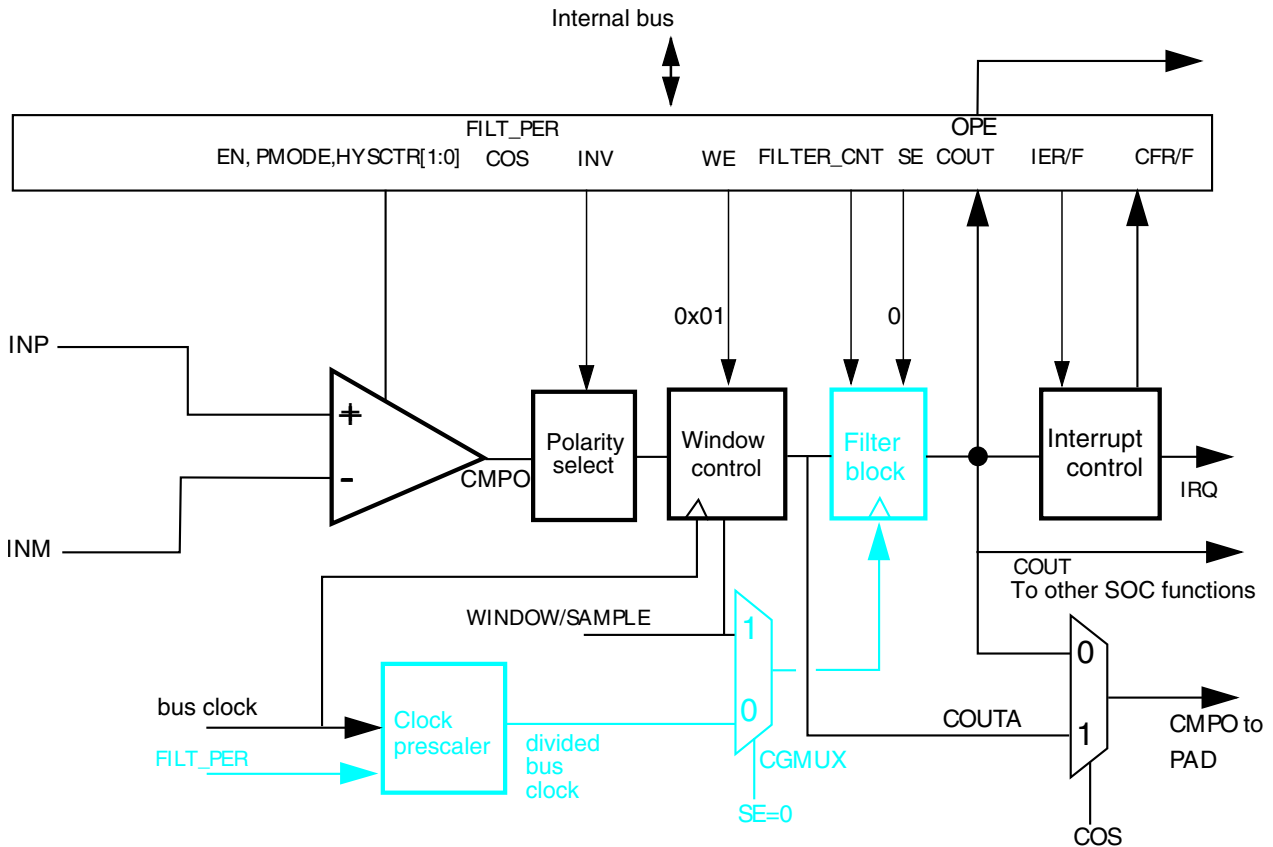 Internal bus
FILT_PER
OPE
EN, PMODE,HYSCTR[1:0]
COS
INV
WE
FILTER_CNT
SE
COUT
IER/F
CFR/F
0x01
0
INP
+
-
INM
CMPO
Polarity
select
Window
control
Filter
block
Interrupt
control
IRQ
COUT
To other SOC functions
WINDOW/SAMPLE
1
0
CGMUX
SE=0
bus clock
FILT_PER
Clock
prescaler
divided
bus
clock
COUTA
0
1
CMPO to
PAD
COS